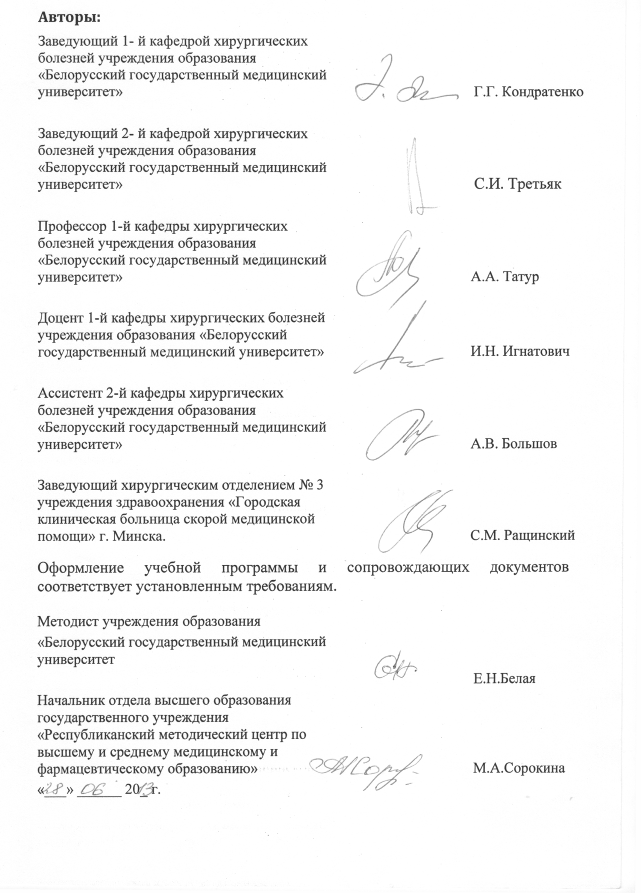 Авторы:
Заведующий 1- й кафедрой хирургических
болезней учреждения образования
«Белорусский государственный медицинский
университет»
Г.Г. Кондратенко
Заведующий 2- й кафедрой хирургических
болезней учреждения образования
«Белорусский государственный медицинский
университет»
С.И. Третьяк
Профессор 1-й кафедры хирургических
болезней учреждения образования
«Белорусский государственный медицинский
университет»
А.А. Татур
Доцент 1-й кафедры хирургических болезней
учреждения образования «Белорусский
государственный медицинский университет»
И.Н. Игнатович
Ассистент 2-й кафедры хирургических
болезней учреждения образования
«Белорусский государственный медицинский
университет»
А.В. Большов
Заведующий хирургическим отделением № 3
учреждения здравоохранения «Городская
клиническая больница скорой медицинской
помощи» г. Минска.
С.М. Ращинский
Оформление учебной программы и сопровождающих документов
соответствует установленным требованиям.
Методист учреждения образования
«Белорусский государственный медицинский
университет
Е.Н.Белая
Начальник отдела высшего образования
государственного учреждения
«Республиканский методический центр по
высшему и среднему медицинскому и
фармацевтическому образованию»
М.А.Сорокина
«28» 06 2013г.